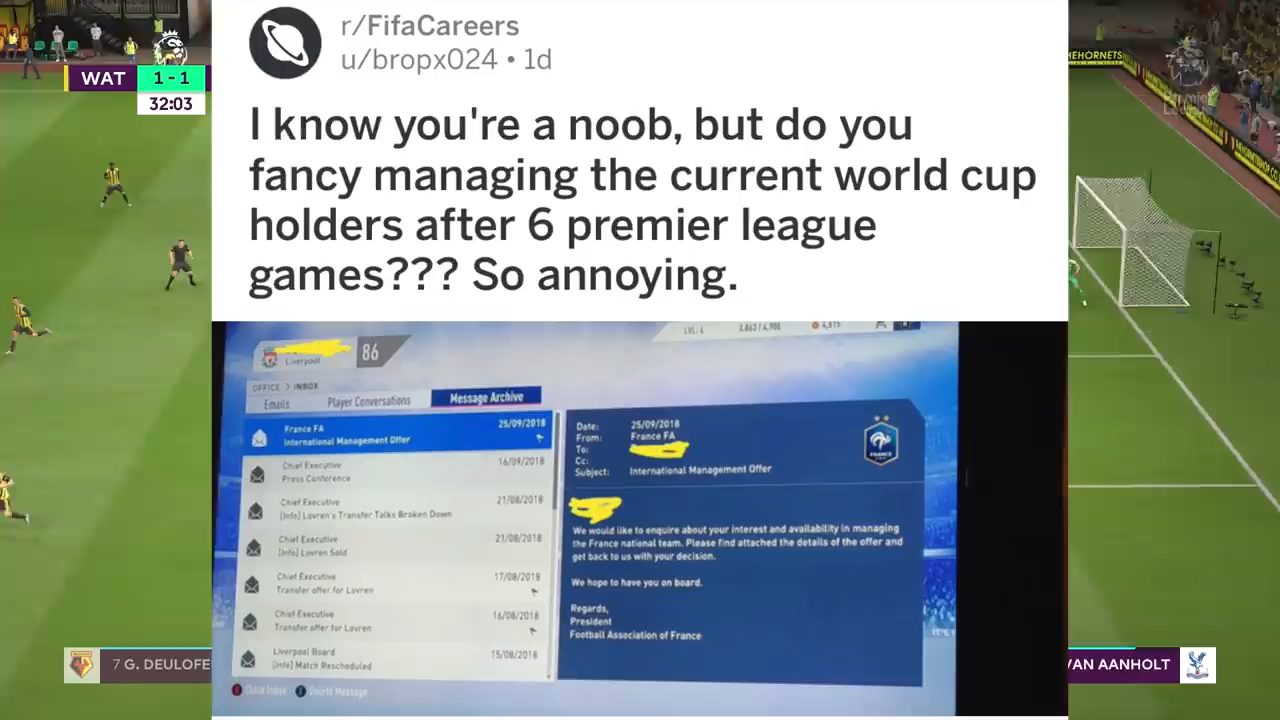 r/FifaCareers
u/bropx024 • 1d
WAT 1 - 1
32:03
HEHORNETS
I know you're a noob, but do you
fancy managing the current world cup
holders after 6 premier league
games??? So annoying.
Liverpool
86
LVL: 4
OFFICE > INBOX
Emails
Player Conversations
Message Archive
France FA
25/09/2018
International Management Offer
Chief Executive
16/09/2018
Press Conference
Chief Executive
21/08/2018
[Info] Lovren's Transfer Talks Broken Down
Chief Executive
21/08/2018
[Info] Lovren Sold
Chief Executive
17/08/2018
Transfer offer for Lovren
Chief Executive
16/08/2018
Transfer offer for Lovren
Liverpool Board
15/08/2018
[Info] Match Rescheduled
Close Inbox
Delete Message
Date: 25/09/2018
From: France FA
To:
Cc:
Subject: International Management Offer
FRANCE
We would like to enquire about your interest and availability in managing
the France national team. Please find attached the details of the offer and
get back to us with your decision.
We hope to have you on board.
Regards,
President
Football Association of France
7 G. DEULOFE
VAN AANHOLT